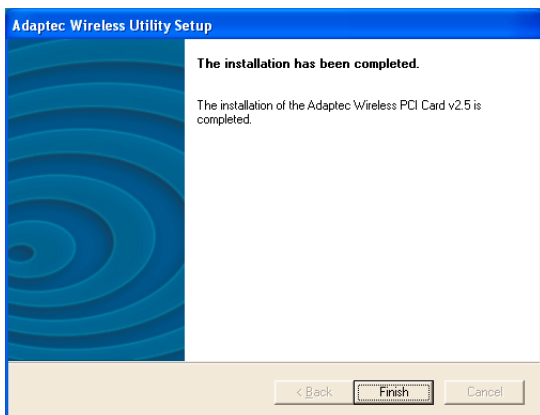 Adaptec Wireless Utility Setup
The installation has been completed.
The installation of the Adaptec Wireless PCI Card v2.5 is
completed.
< Back
Finish
Cancel